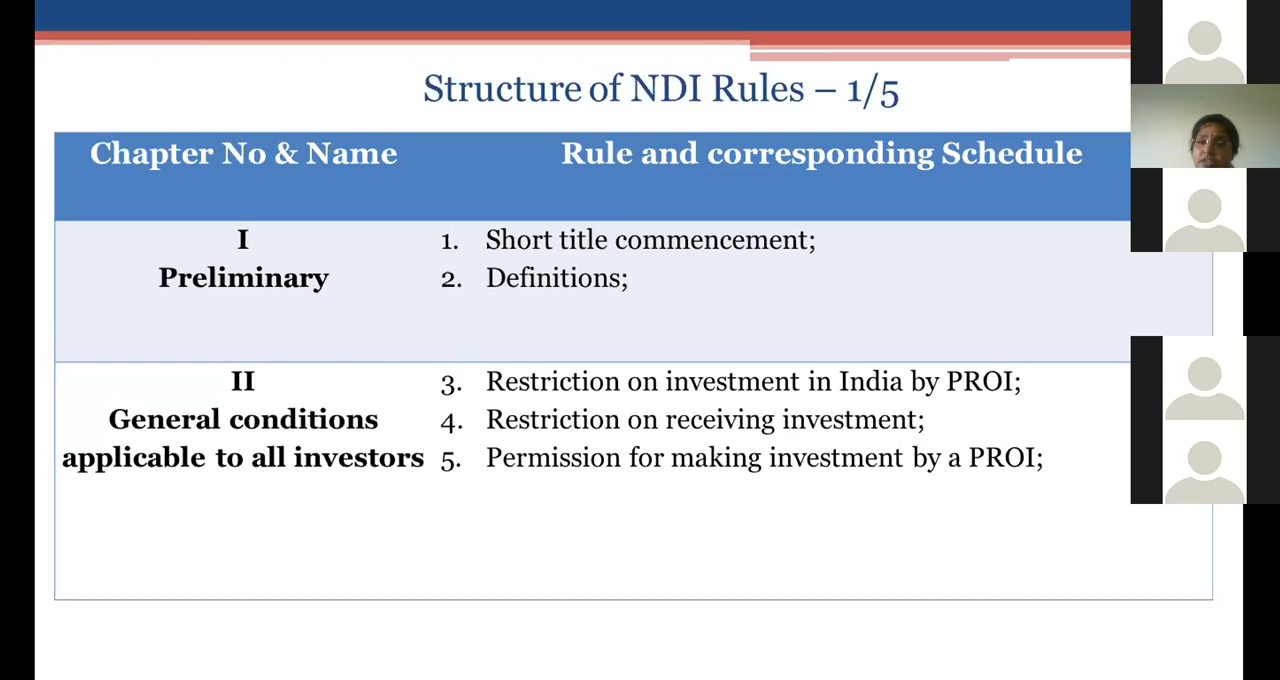 Structure of NDI Rules – 1/5
Chapter No & Name
Rule and corresponding Schedule
I
Preliminary
1. Short title commencement;
2. Definitions;
II
General conditions
applicable to all investors
3. Restriction on investment in India by PROI;
4. Restriction on receiving investment;
5. Permission for making investment by a PROI;